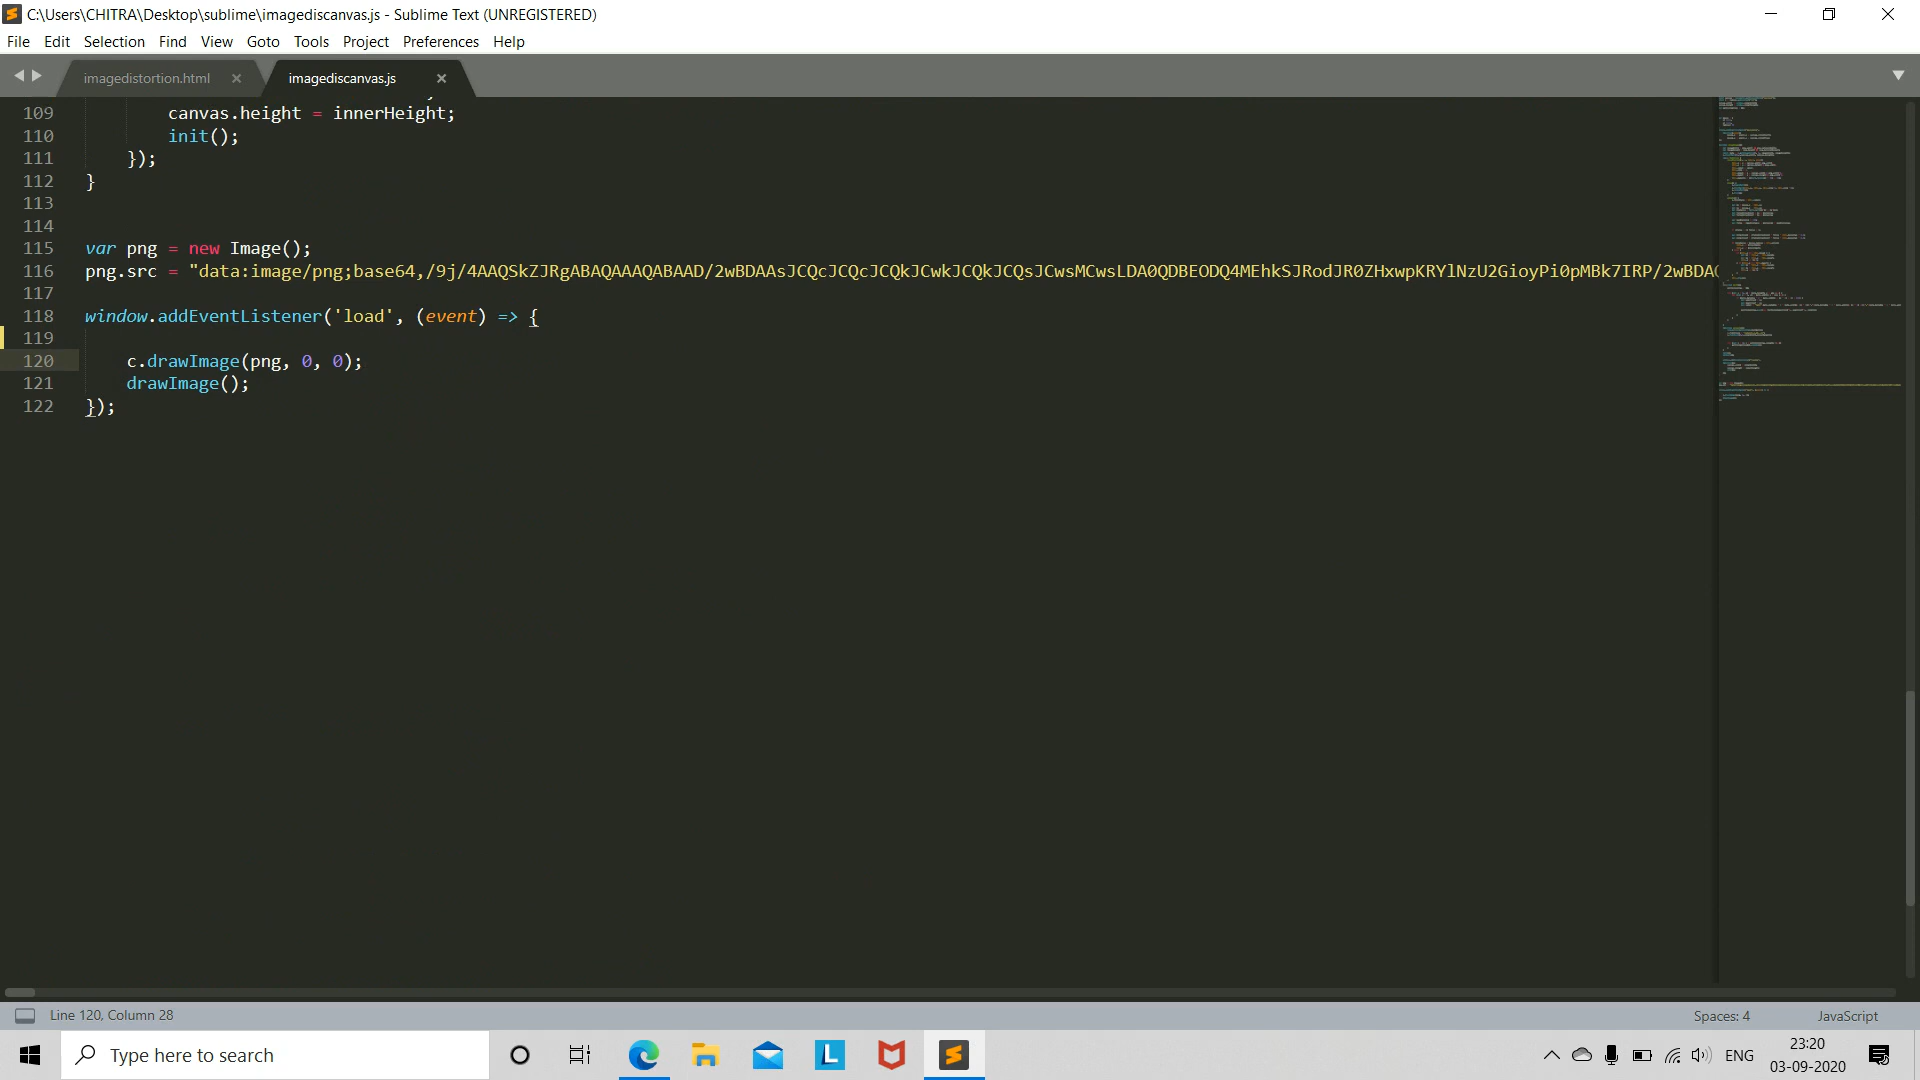 C:\Users\CHITRA\Desktop\sublime\imagediscanvas.js - Sublime Text (UNREGISTERED)
File Edit Selection Find View Goto Tools Project Preferences Help
imagedistortion.html imagediscanvas.js
109 canvas.height = innerHeight;
110 init();
111 });
112 }
113
114
115 var png = new Image();
116 png.src = "data:image/png;base64,/9j/4AAQSkZJRgABAQAAAQABAAD/2wBDAAsJCQcJCQcJCQkJCwkJCQkJCQsJCwsMCwsLDA0QDBEODQ4MEhkSJRodJR0ZHxwpKRYlNzU2GioyPi0pMBk7IRP/2wBDAC
117
118 window.addEventListener('load', (event) => {
119
120 c.drawImage(png, 0, 0);
121 drawImage();
122 });
Line 120, Column 28
Spaces: 4 JavaScript
Type here to search
ENG
23:20
03-09-2020